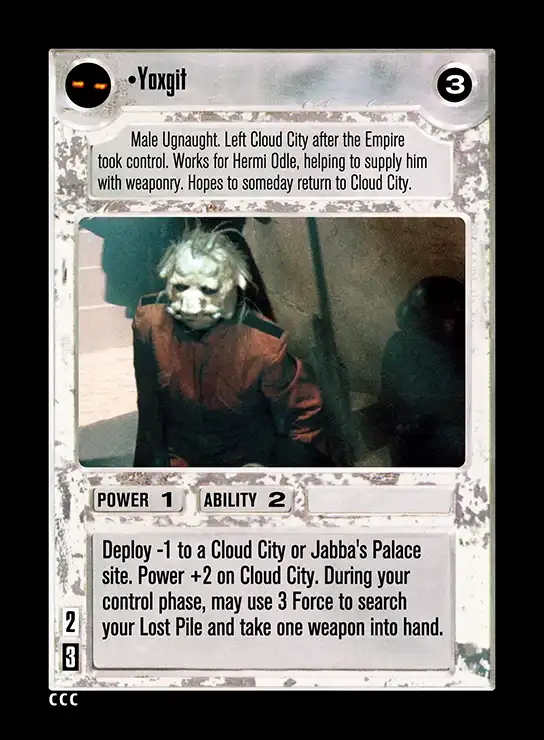 •Yoxgit
3
Male Ugnaught. Left Cloud City after the Empire
took control. Works for Hermi Odle, helping to supply him
with weaponry. Hopes to someday return to Cloud City.
POWER 1 ABILITY 2
Deploy -1 to a Cloud City or Jabba's Palace
site. Power +2 on Cloud City. During your
control phase, may use 3 Force to search
your Lost Pile and take one weapon into hand.
2
3
CCC